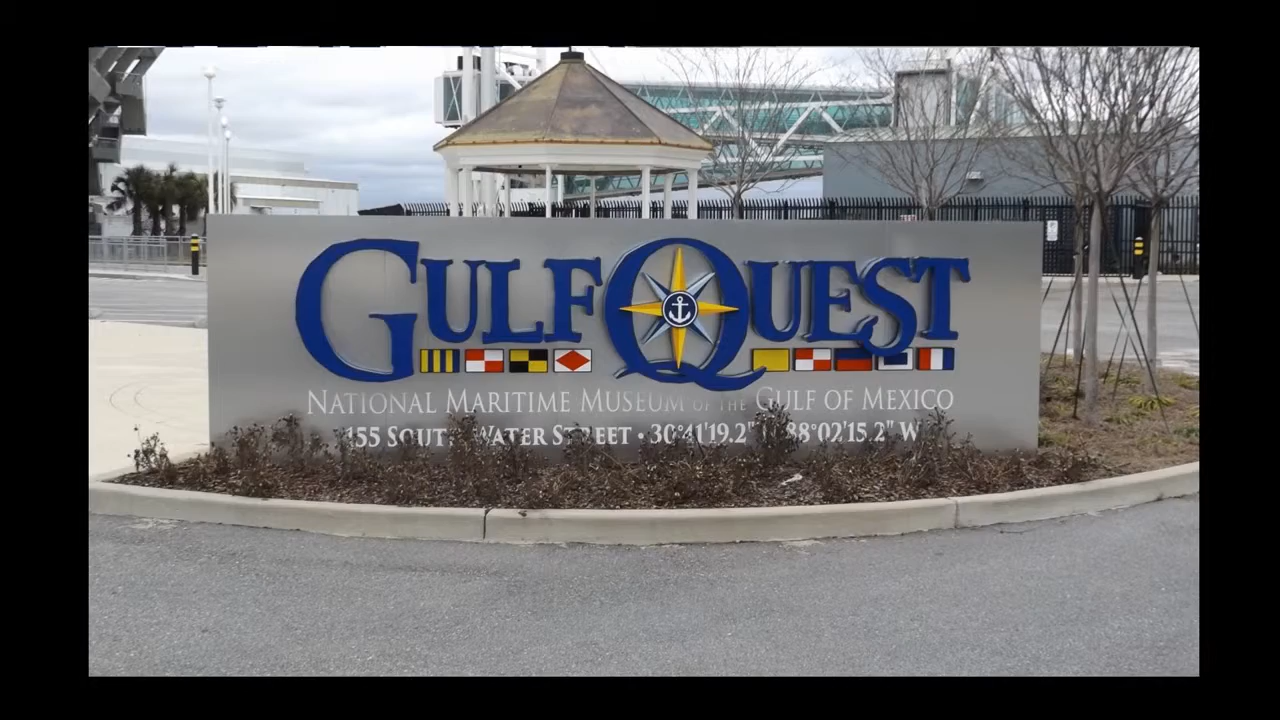 GULFQUEST
NATIONAL MARITIME MUSEUM OF THE GULF OF MEXICO
155 SOUTH WATER STREET • 30°41'19.2" 88°02'15.2" W